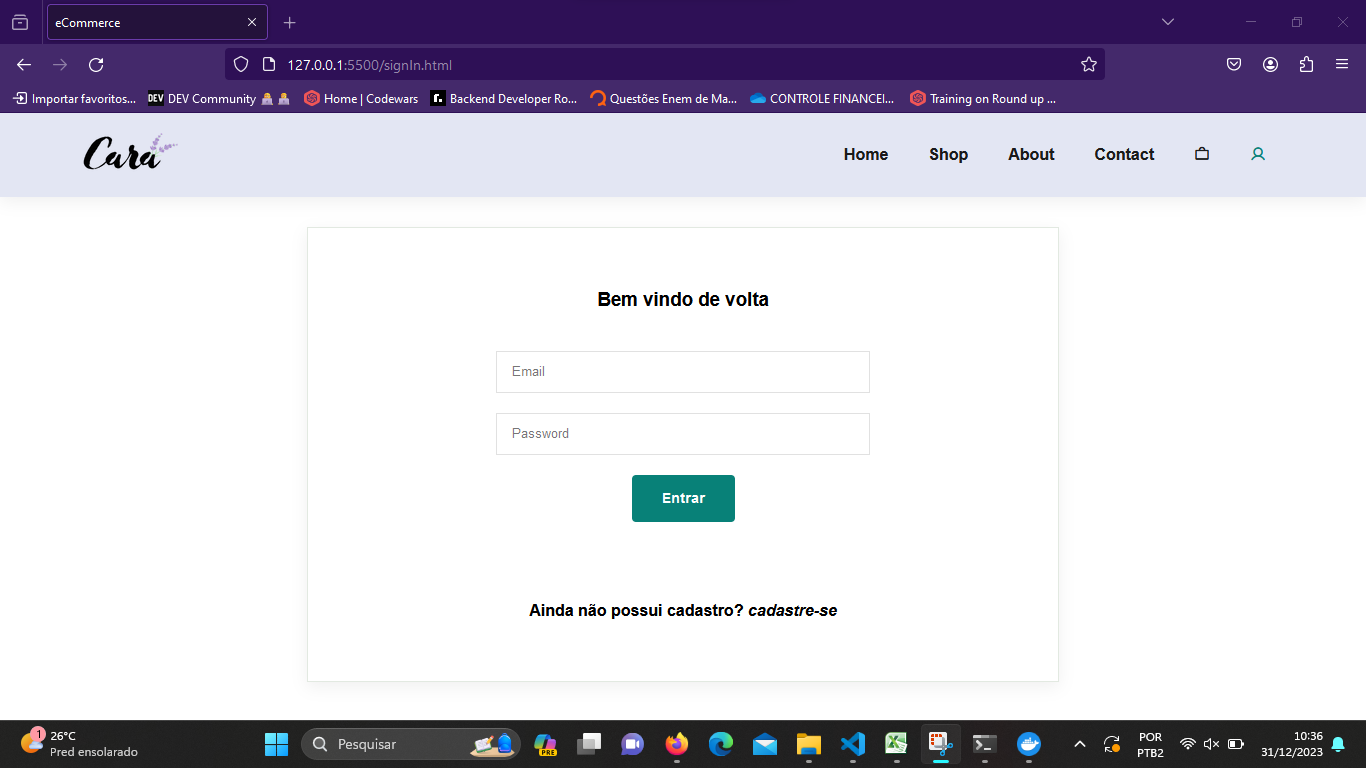 eCommerce
127.0.0.1:5500/signIn.html
Importar favoritos...
DEV
DEV Community
Home | Codewars
r.
Backend Developer Ro...
Questões Enem de Ma...
CONTROLE FINANCEI...
Training on Round up ...
Cara
Home
Shop
About
Contact
Bem vindo de volta
Email
Password
Entrar
Ainda não possui cadastro? cadastre-se
1
26°C
Pred ensolarado
Pesquisar
PRE
POR
PTB2
10:36
31/12/2023